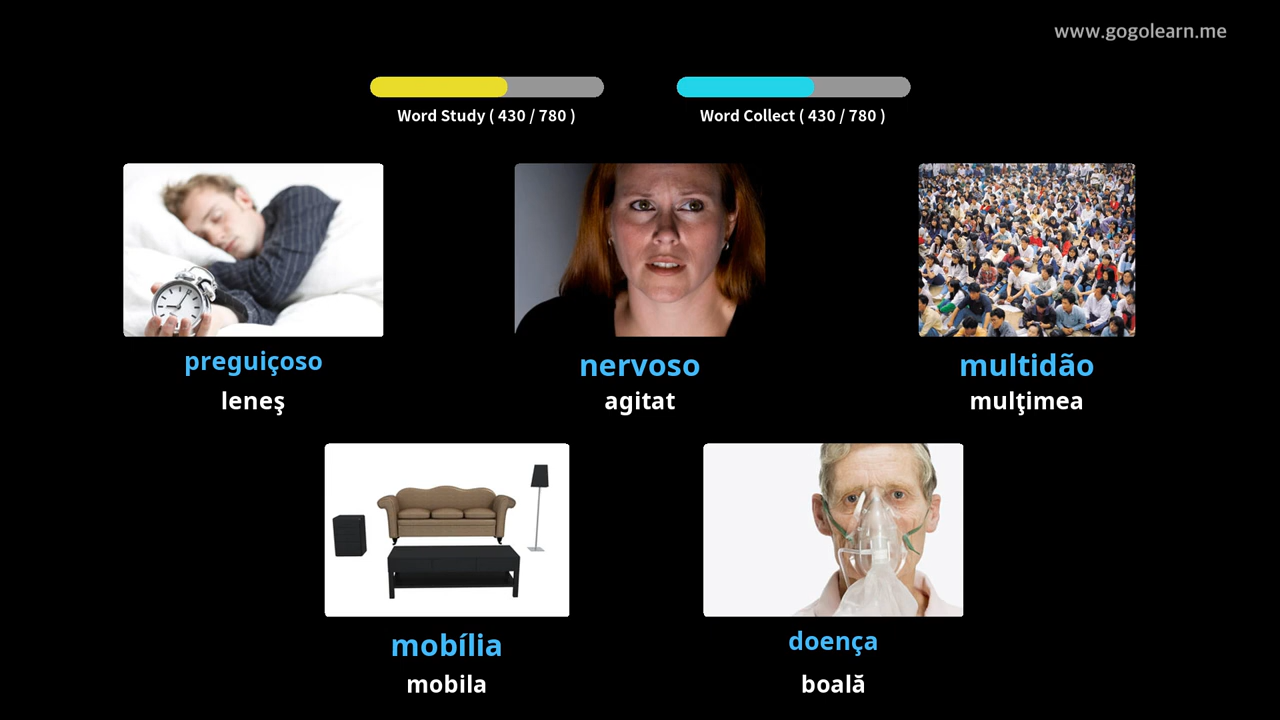 www.gogolearn.me
Word Study ( 430 / 780 )
Word Collect ( 430 / 780 )
preguiçoso
leneş
nervoso
agitat
multidão
mulţimea
mobília
mobila
doença
boală